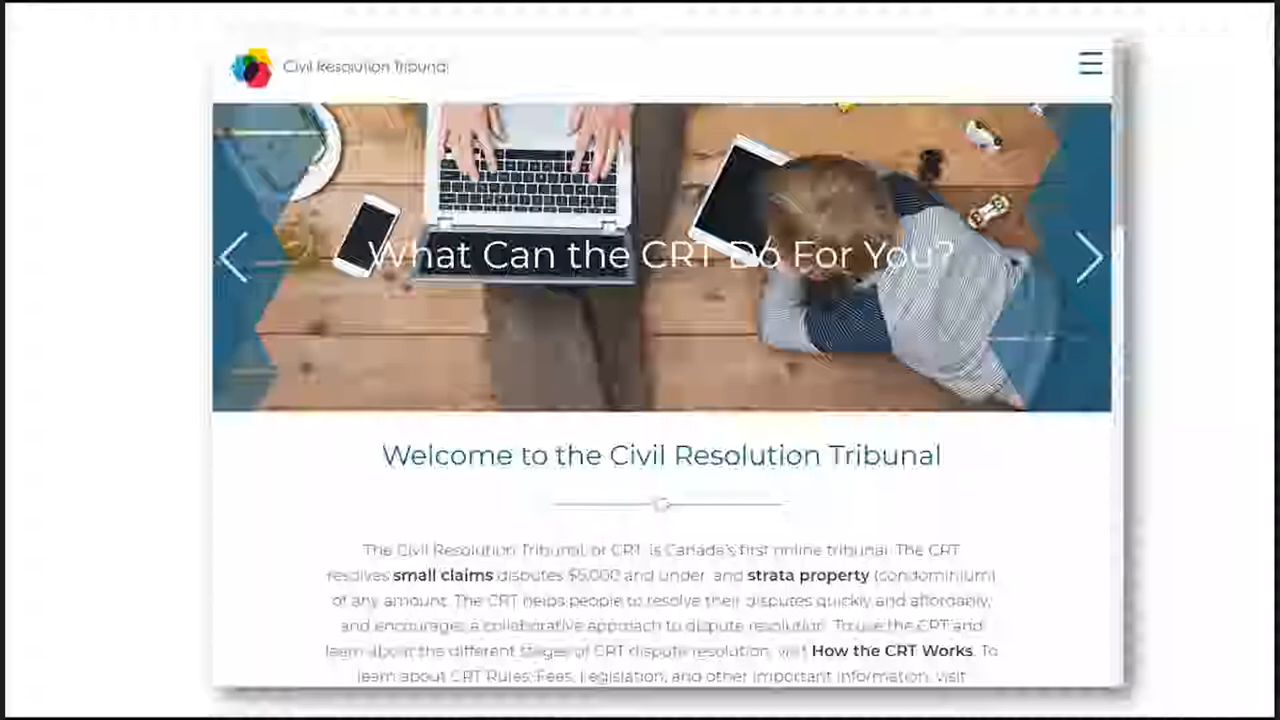 Civil Resolution Tribunal
What Can the CRT Do For You?
Welcome to the Civil Resolution Tribunal
The Civil Resolution Tribunal, or CRT, is Canada's first online tribunal. The CRT
resolves small claims disputes $5,000 and under, and strata property (condominium)
of any amount. The CRT helps people to resolve their disputes quickly and affordably,
and encourages a collaborative approach to dispute resolution. To use the CRT and
learn about the different stages of CRT dispute resolution, visit How the CRT Works. To
learn about CRT Rules, Fees, Legislation, and other important information, visit